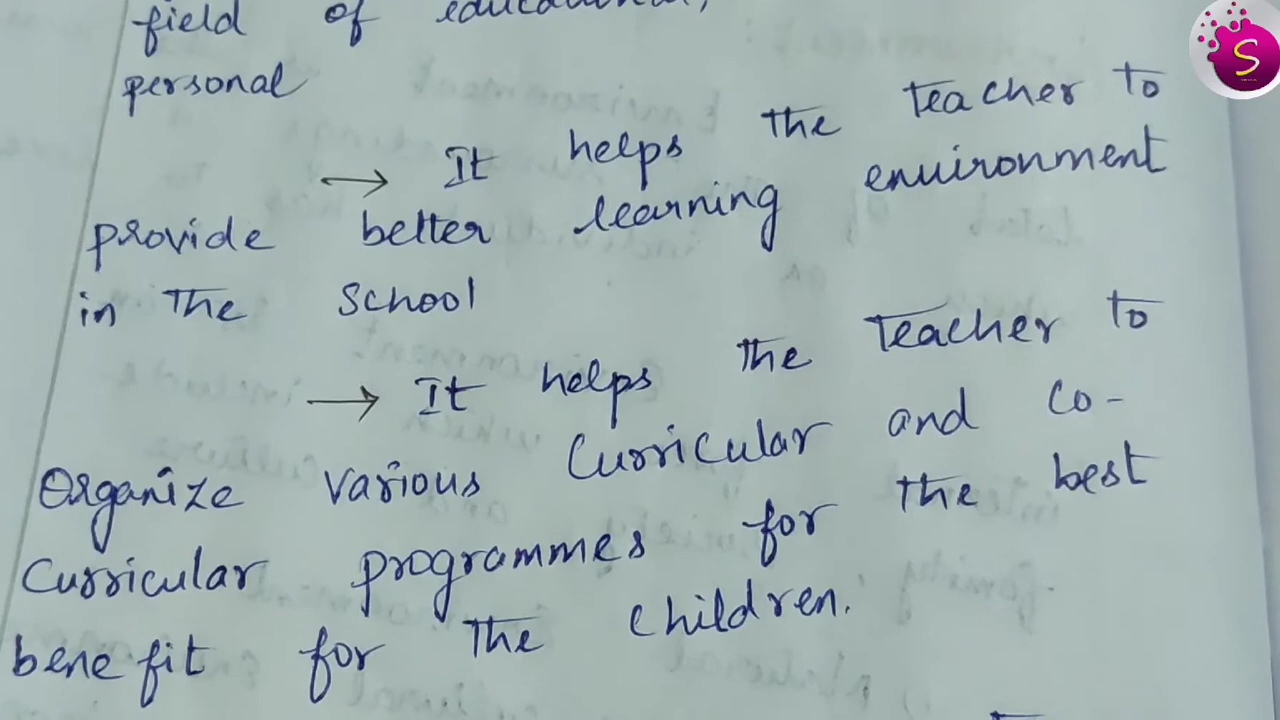 field of educational,
personal
→ It helps the teacher to
provide better learning environment
in the school
→ It helps the teacher to
Organize various curricular and co-
curricular programmes for the best
benefit for the children.
S